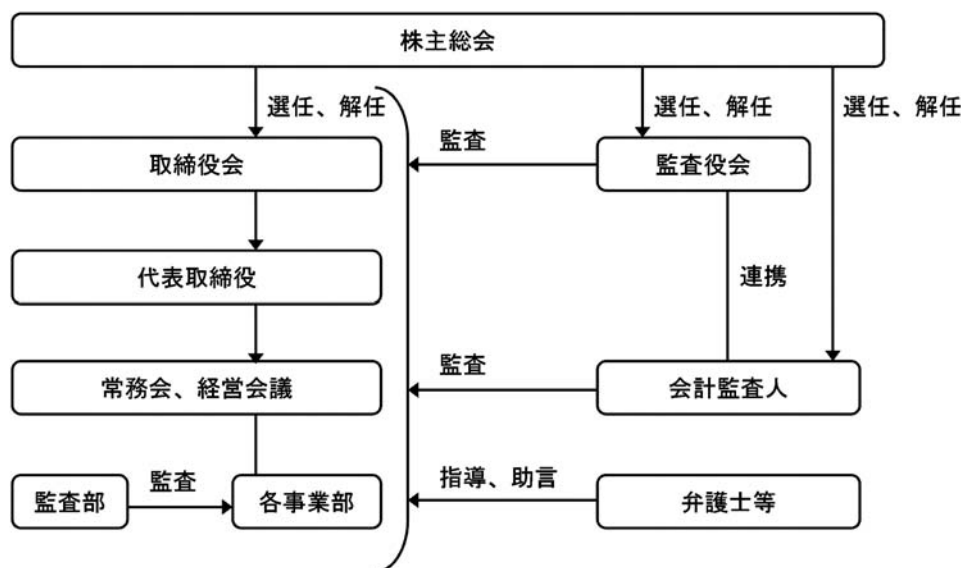 株主総会
選任、解任
選任、解任
選任、解任
取締役会
監査
監査役会
代表取締役
連携
常務会、経営会議
監査
会計監査人
監査部
監査
各事業部
指導、助言
弁護士等